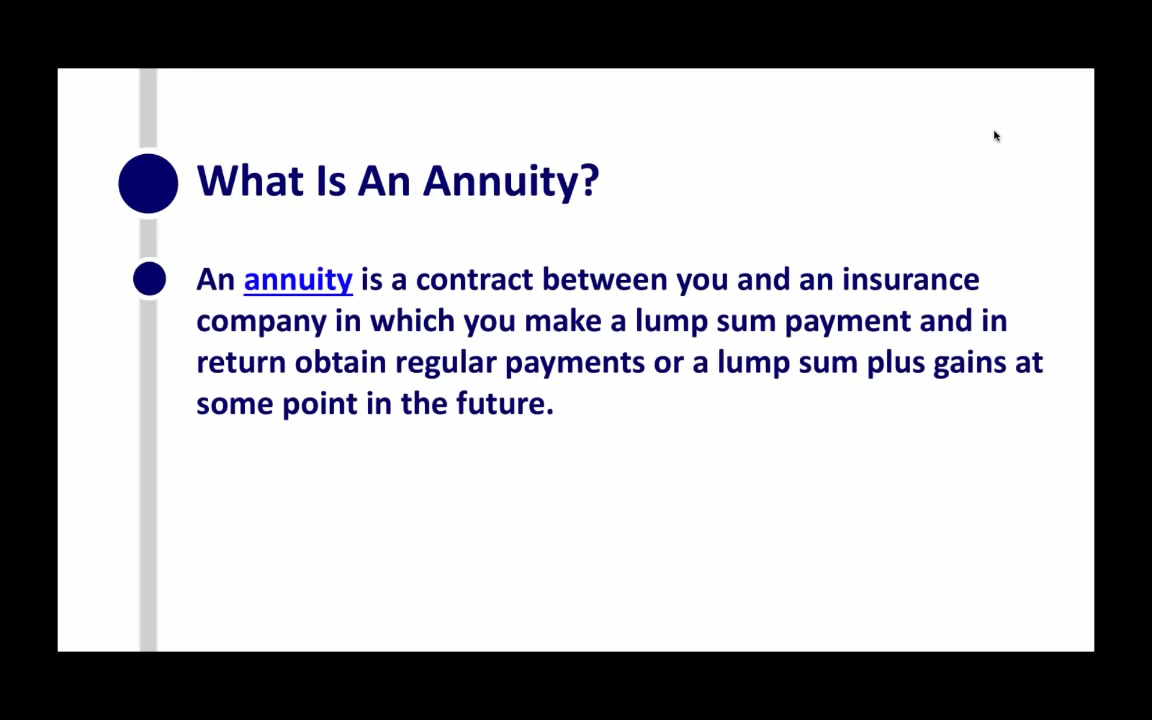 What Is An Annuity?
An annuity is a contract between you and an insurance
company in which you make a lump sum payment and in
return obtain regular payments or a lump sum plus gains at
some point in the future.